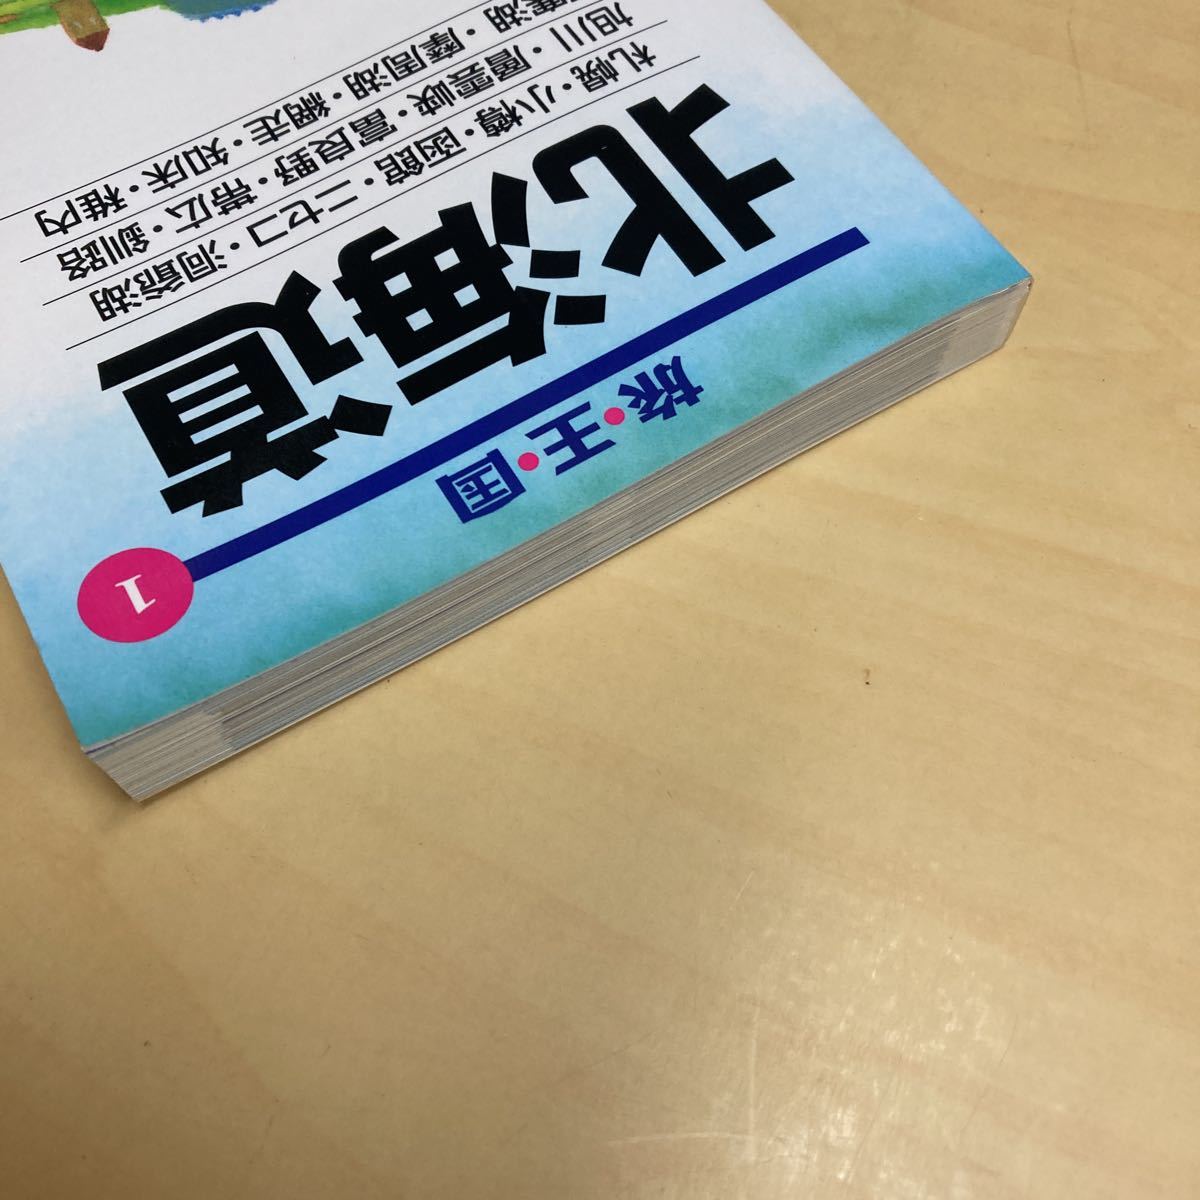 旅・王・国
1
北海道
札幌・小樽・函館・ニセコ・洞爺湖
旭川・層雲峡・富良野・帯広・釧路
寒湖・摩周湖・網走・知床・稚内